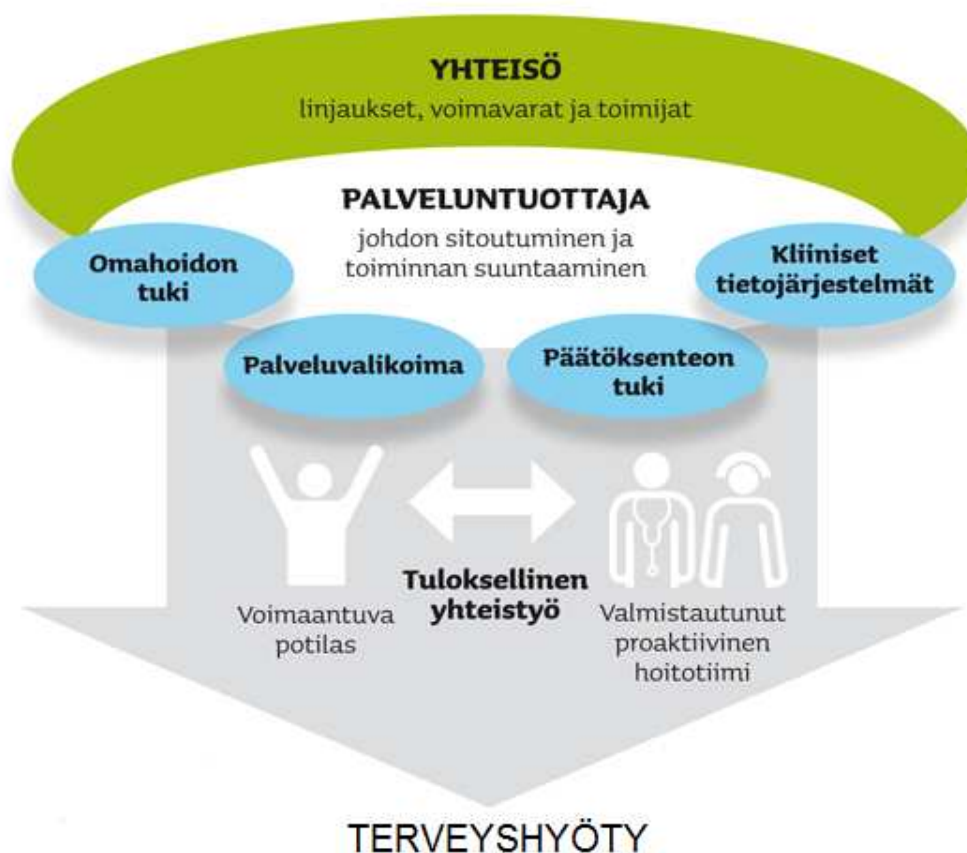 YHTEISÖ
linjaukset, voimavarat ja toimijat
PALVELUNTUOTTAJA
johdon sitoutuminen ja
toiminnan suuntaaminen
Omahoidon
tuki
Kliiniset
tietojärjestelmät
Palveluvalikoima
Päätöksenteon
tuki
Tuloksellinen
yhteistyö
Voimaantuva
potilas
Valmistautunut
proaktiivinen
hoitotiimi
TERVEYSHYÖTY